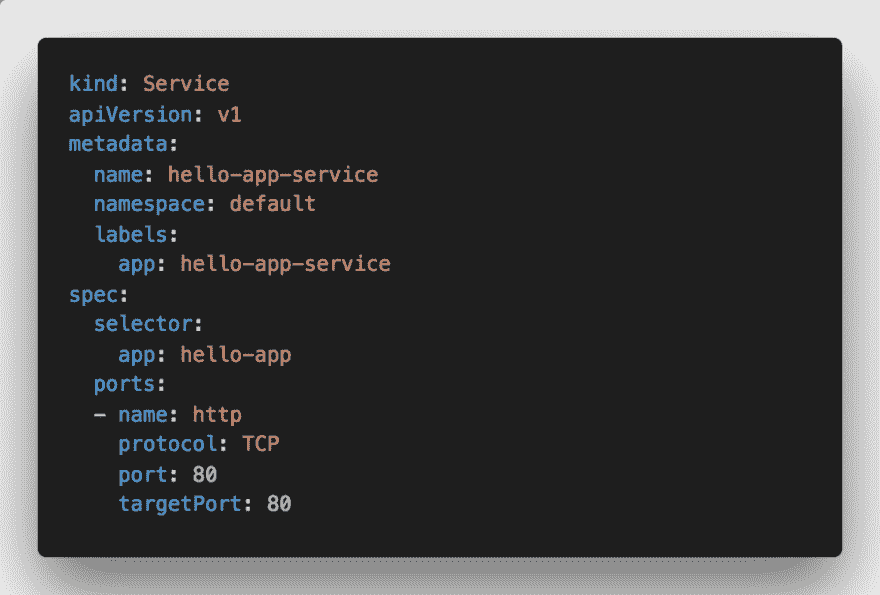 kind: Service
apiVersion: v1
metadata:
  name: hello-app-service
  namespace: default
  labels:
    app: hello-app-service
spec:
  selector:
    app: hello-app
  ports:
  - name: http
    protocol: TCP
    port: 80
    targetPort: 80